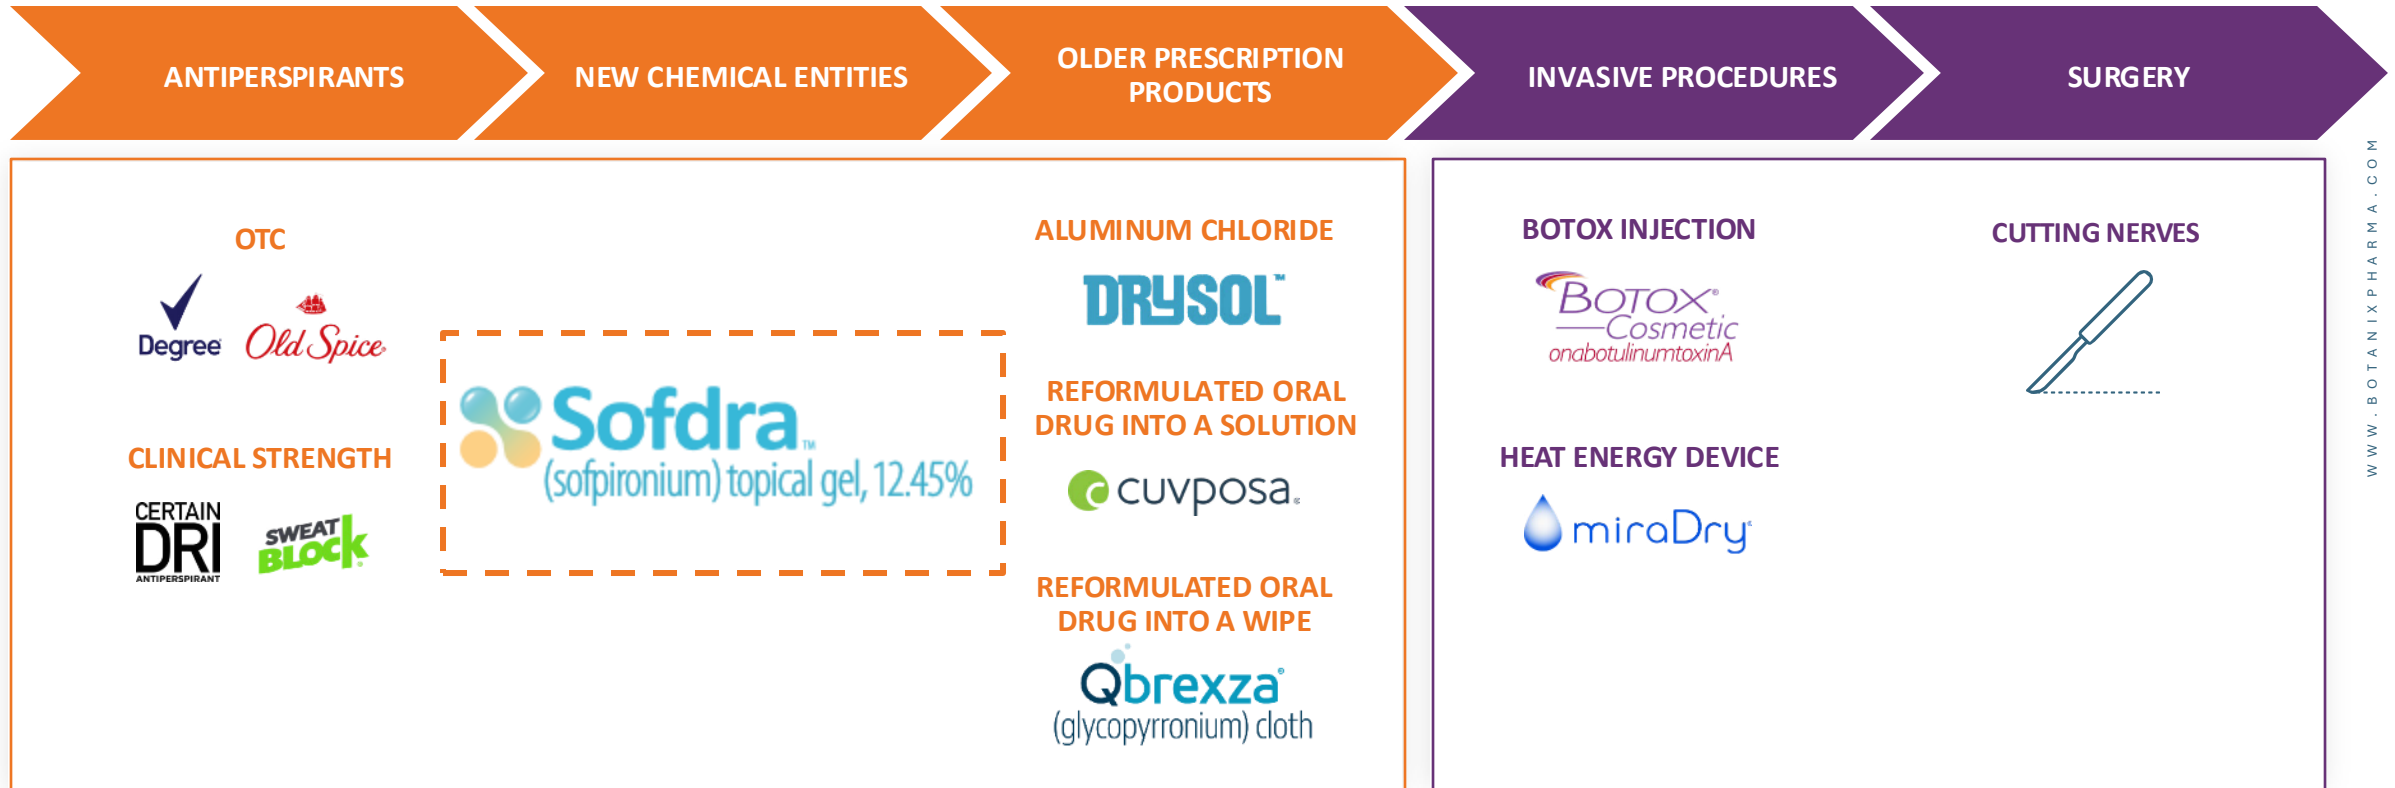 ANTIPERSPIRANTS
NEW CHEMICAL ENTITIES
OLDER PRESCRIPTION
PRODUCTS
INVASIVE PROCEDURES
SURGERY
OTC
Degree
Old Spice
CLINICAL STRENGTH
CERTAIN
DRI
ANTIPERSPIRANT
SWEAT
BLOCK
Sofdra™
(sofpironium) topical gel, 12.45%
ALUMINUM CHLORIDE
DRYSOL™
REFORMULATED ORAL
DRUG INTO A SOLUTION
c cuvposa®
REFORMULATED ORAL
DRUG INTO A WIPE
Qbrexza®
(glycopyrronium) cloth
BOTOX INJECTION
BOTOX®
Cosmetic
onabotulinumtoxinA
HEAT ENERGY DEVICE
miraDry®
CUTTING NERVES
WWW.BOTANIXPHARMA.COM